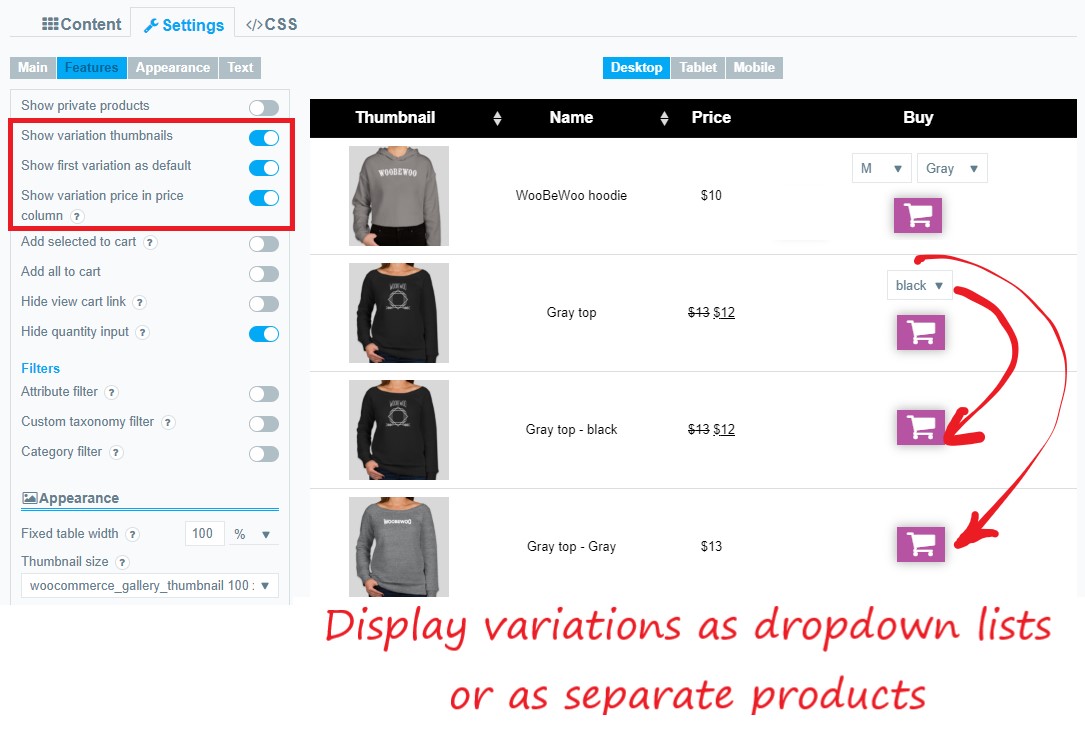 Content Settings </>CSS
Main Features Appearance Text
Desktop Tablet Mobile
Show private products
Show variation thumbnails
Show first variation as default
Show variation price in price
column ?
Add selected to cart ?
Add all to cart
Hide view cart link ?
Hide quantity input ?
Filters
Attribute filter ?
Custom taxonomy filter ?
Category filter ?
Appearance
Fixed table width ? 100 %
Thumbnail size ?
woocommerce_gallery_thumbnail 100 :
Thumbnail Name Price Buy
WOOBEWOO
WooBeWoo hoodie $10 M Gray
WOOBEWOO
Gray top $13 $12 black
WOOBEWOO
Gray top - black $13 $12
WOOBEWOO
Gray top - Gray $13
Display variations as dropdown lists
or as separate products